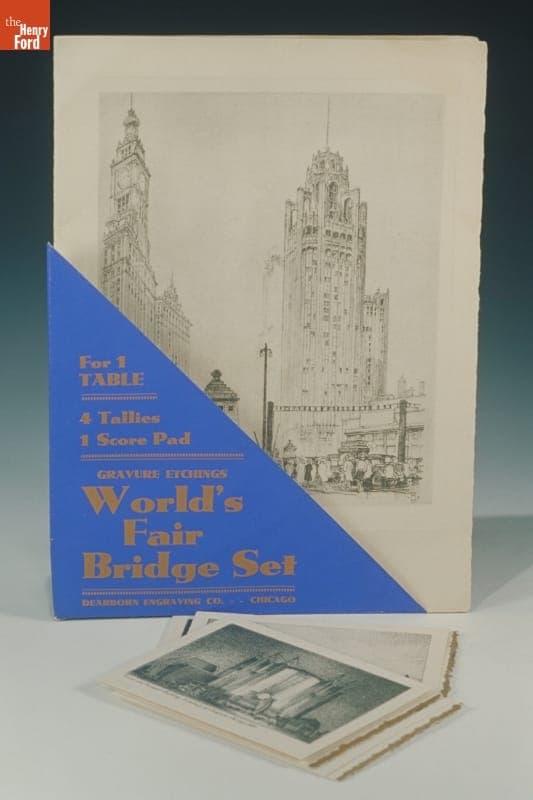 the
Henry
Ford
For 1
TABLE
4 Tallies
1 Score Pad
GRAVURE ETCHINGS
World's
Fair
Bridge Set
DEARBORN ENGRAVING CO. - - CHICAGO